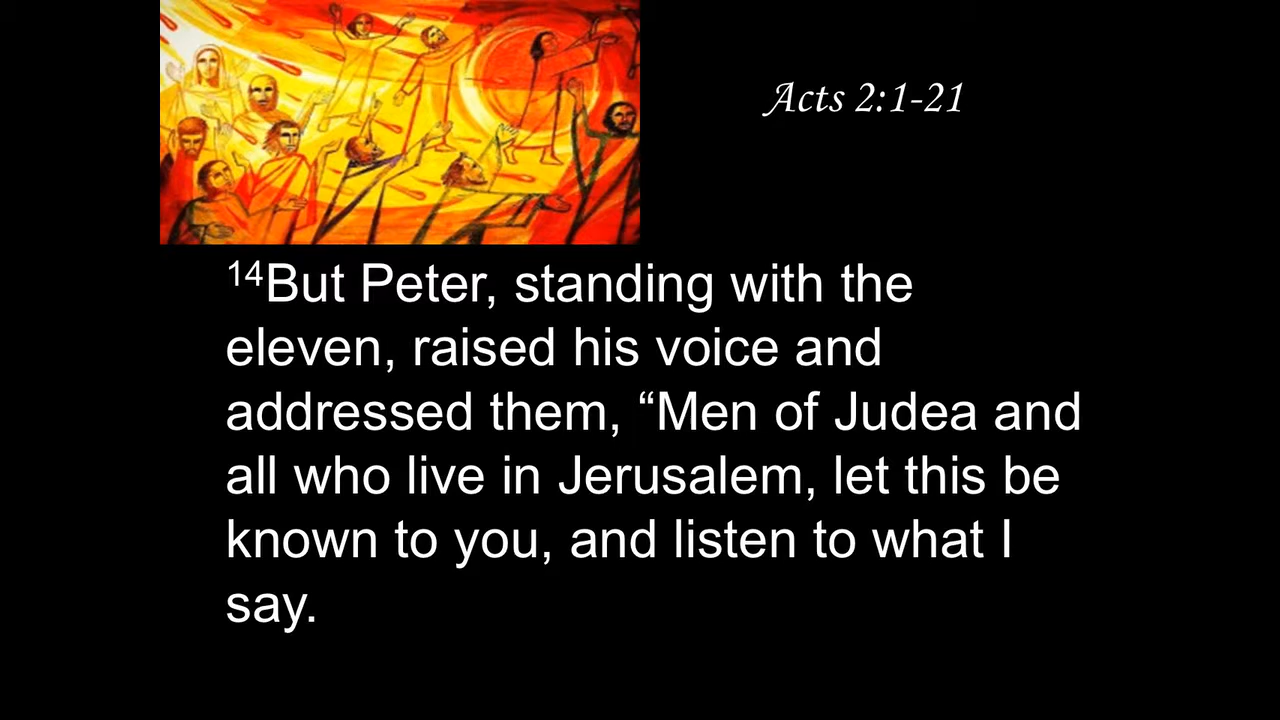 Acts 2:1-21
¹⁴But Peter, standing with the
eleven, raised his voice and
addressed them, “Men of Judea and
all who live in Jerusalem, let this be
known to you, and listen to what I
say.